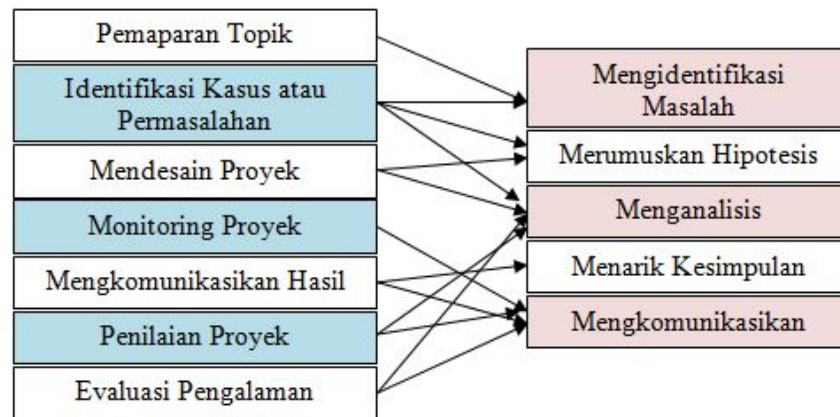 Pemaparan Topik
Identifikasi Kasus atau
Permasalahan
Mendesain Proyek
Monitoring Proyek
Mengkomunikasikan Hasil
Penilaian Proyek
Evaluasi Pengalaman
Mengidentifikasi
Masalah
Merumuskan Hipotesis
Menganalisis
Menarik Kesimpulan
Mengkomunikasikan